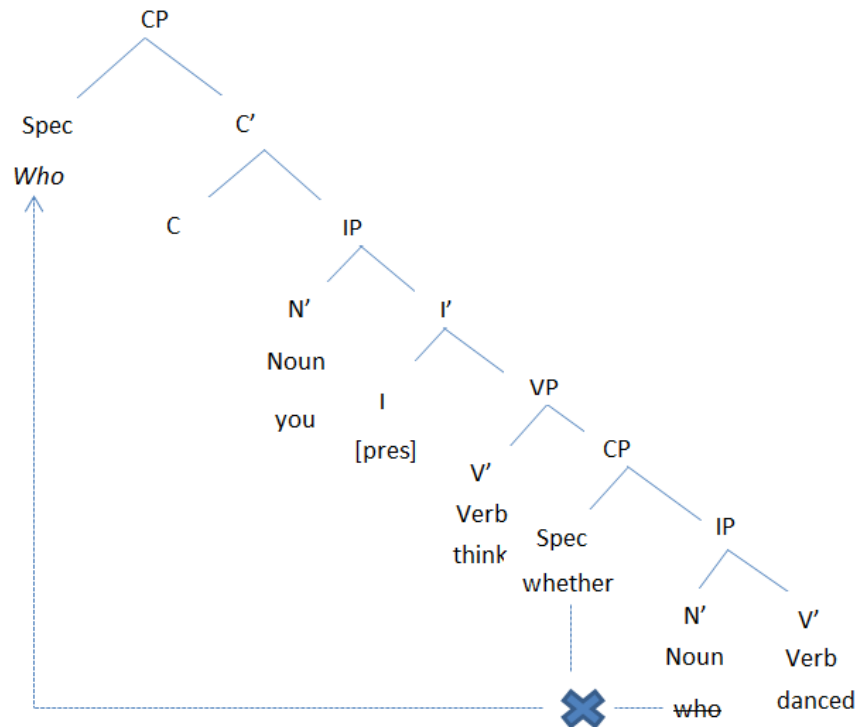 CP
Spec C’
Who
C IP
N’ I’
Noun
you
I
[pres]
VP
V’ CP
Verb
think
Spec
whether
IP
N’ V’
Noun Verb
who danced